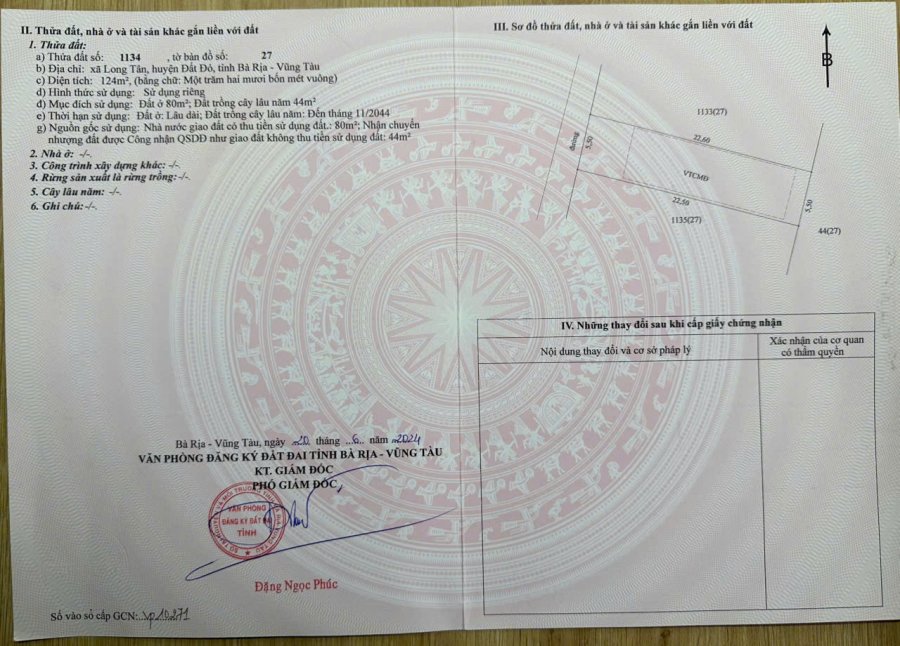 II. Thửa đất, nhà ở và tài sản khác gắn liền với đất
1. Thửa đất:
a) Thửa đất số: 1134 , tờ bản đồ số: 27
b) Địa chỉ: xã Long Tân, huyện Đất Đỏ, tỉnh Bà Rịa - Vũng Tàu
c) Diện tích: 124m², (bằng chữ: Một trăm hai mươi bốn mét vuông)
d) Hình thức sử dụng: Sử dụng riêng
đ) Mục đích sử dụng: Đất ở 80m²; Đất trồng cây lâu năm 44m²
e) Thời hạn sử dụng: Đất ở: Lâu dài; Đất trồng cây lâu năm: Đến tháng 11/2044
g) Nguồn gốc sử dụng: Nhà nước giao đất có thu tiền sử dụng đất.: 80m²; Nhận chuyển
nhượng đất được Công nhận QSDĐ như giao đất không thu tiền sử dụng đất: 44m²
2. Nhà ở: -/-.
3. Công trình xây dựng khác: -/-.
4. Rừng sản xuất là rừng trồng:-/-.
5. Cây lâu năm: -/-.
6. Ghi chú:-/-.
Bà Rịa - Vũng Tàu, ngày 20 tháng 6 năm 2024
VĂN PHÒNG ĐĂNG KÝ ĐẤT ĐAI TỈNH BÀ RỊA - VŨNG TÀU
KT. GIÁM ĐỐC
PHÓ GIÁM ĐỐC
VĂN PHÒNG
ĐĂNG KÝ ĐẤT ĐAI
TỈNH
Đặng Ngọc Phúc
Số vào sổ cấp GCN: VP10271
III. Sơ đồ thửa đất, nhà ở và tài sản khác gắn liền với đất
B
1133(27)
đường
5,50
22,60
VTCMĐ
22,50
1135(27)
5,50
44(27)
IV. Những thay đổi sau khi cấp giấy chứng nhận
Nội dung thay đổi và cơ sở pháp lý
Xác nhận của cơ quan
có thẩm quyền